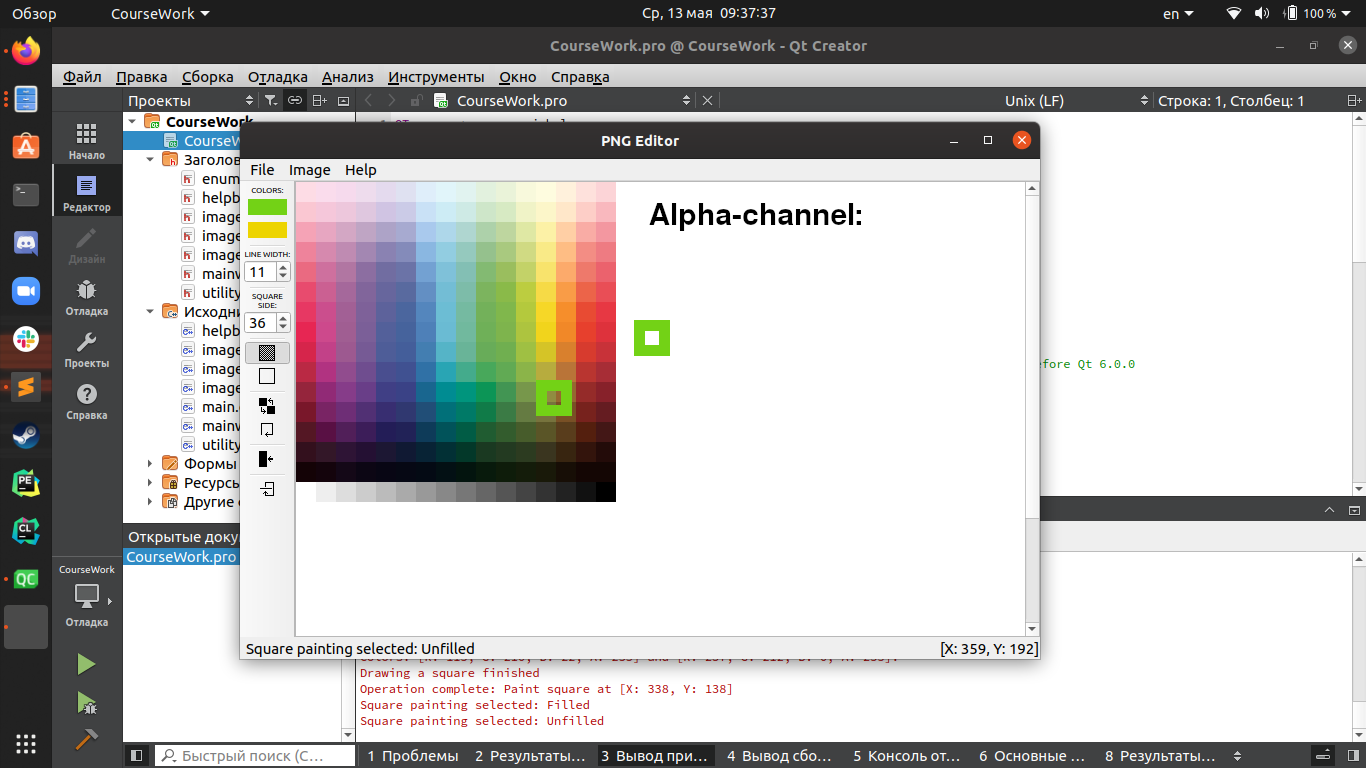 Обзор
CourseWork
Ср, 13 мая 09:37:37
en
100 %
CourseWork.pro @ CourseWork - Qt Creator
Файл Правка Сборка Отладка Анализ Инструменты Окно Справка
Проекты
CourseWork.pro
Unix (LF)
Строка: 1, Столбец: 1
Начало
Редактор
Дизайн
Отладка
Проекты
Справка
CourseWork
Отладка
CourseWork
CourseW
Заголов
enum
helpb
image
image
image
mainv
utility
Исходни
helpb
image
image
image
main.
mainv
utility
Формы
Ресурсы
Другие
Открытые доку
CourseWork.pro
PNG Editor
File Image Help
COLORS:
LINE WIDTH:
11
SQUARE
SIDE:
36
Alpha-channel:
Square painting selected: Unfilled
[X: 359, Y: 192]
efore Qt 6.0.0
Drawing a square finished
Operation complete: Paint square at [X: 338, Y: 138]
Square painting selected: Filled
Square painting selected: Unfilled
Быстрый поиск (C…
1 Проблемы
2 Результаты…
3 Вывод при…
4 Вывод сбо…
5 Консоль от…
6 Основные …
8 Результаты…